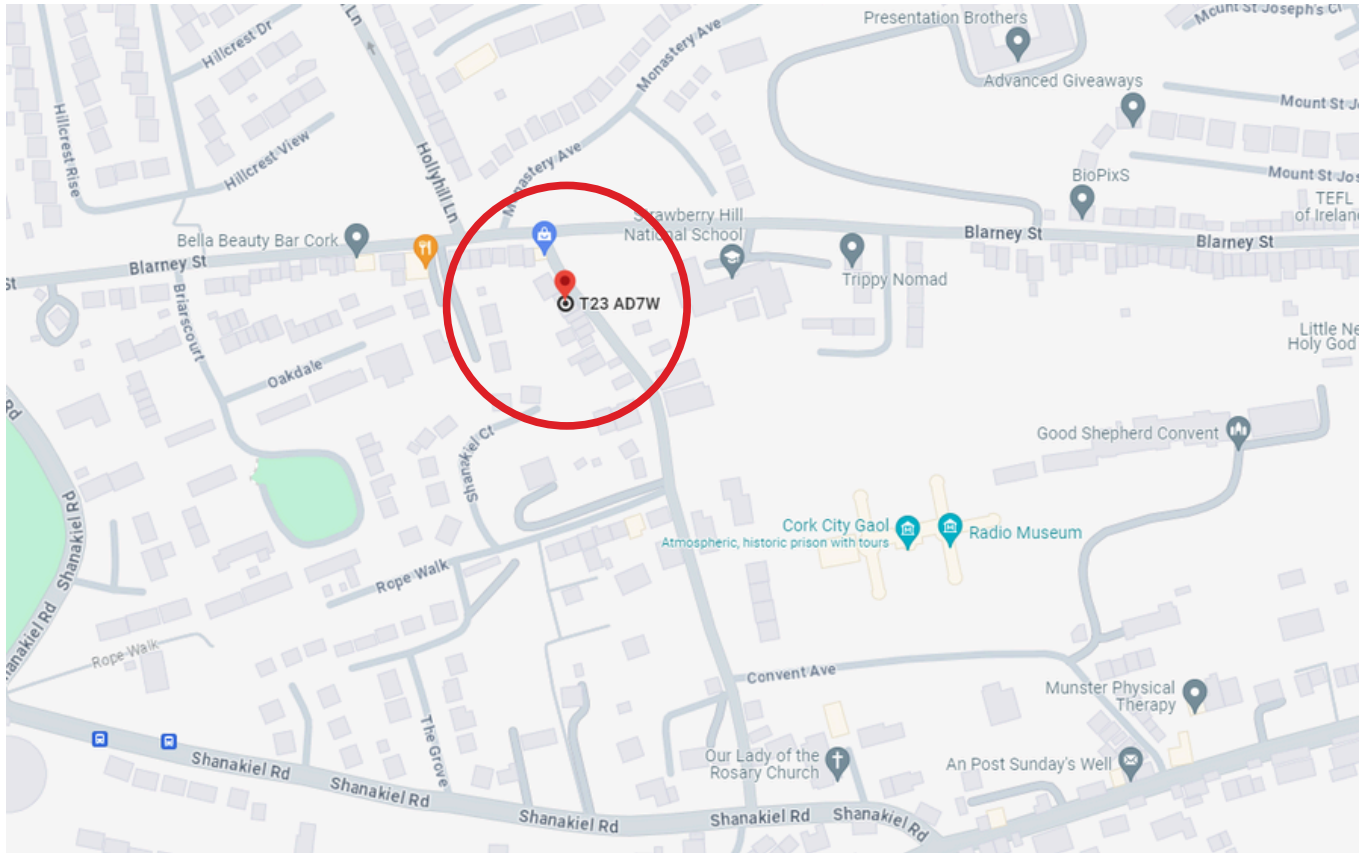 Ln
Hillcrest Dr
Monastery Ave
Presentation Brothers
Mount St Joseph's Cl
Advanced Giveaways
Mount St J
Hillcrest Rise
Hillcrest View
Hollyhill Ln
Monastery Ave
BioPixS
Mount St Jos
TEFL
of Ireland
Strawberry Hill
National School
Bella Beauty Bar Cork
Blarney St
Blarney St
Blarney St
St
Trippy Nomad
T23 AD7W
Briarscourt
Oakdale
Little Ne
Holy God
Rd
Shanakiel Ct
Good Shepherd Convent
Shanakiel Rd
Cork City Gaol
Atmospheric, historic prison with tours
Radio Museum
Rope Walk
Shanakiel Rd
Rope Walk
Convent Ave
Munster Physical
Therapy
The Grove
Shanakiel Rd
Our Lady of the
Rosary Church
An Post Sunday's Well
Shanakiel Rd
Shanakiel Rd
Shanakiel Rd
Shanakiel Rd